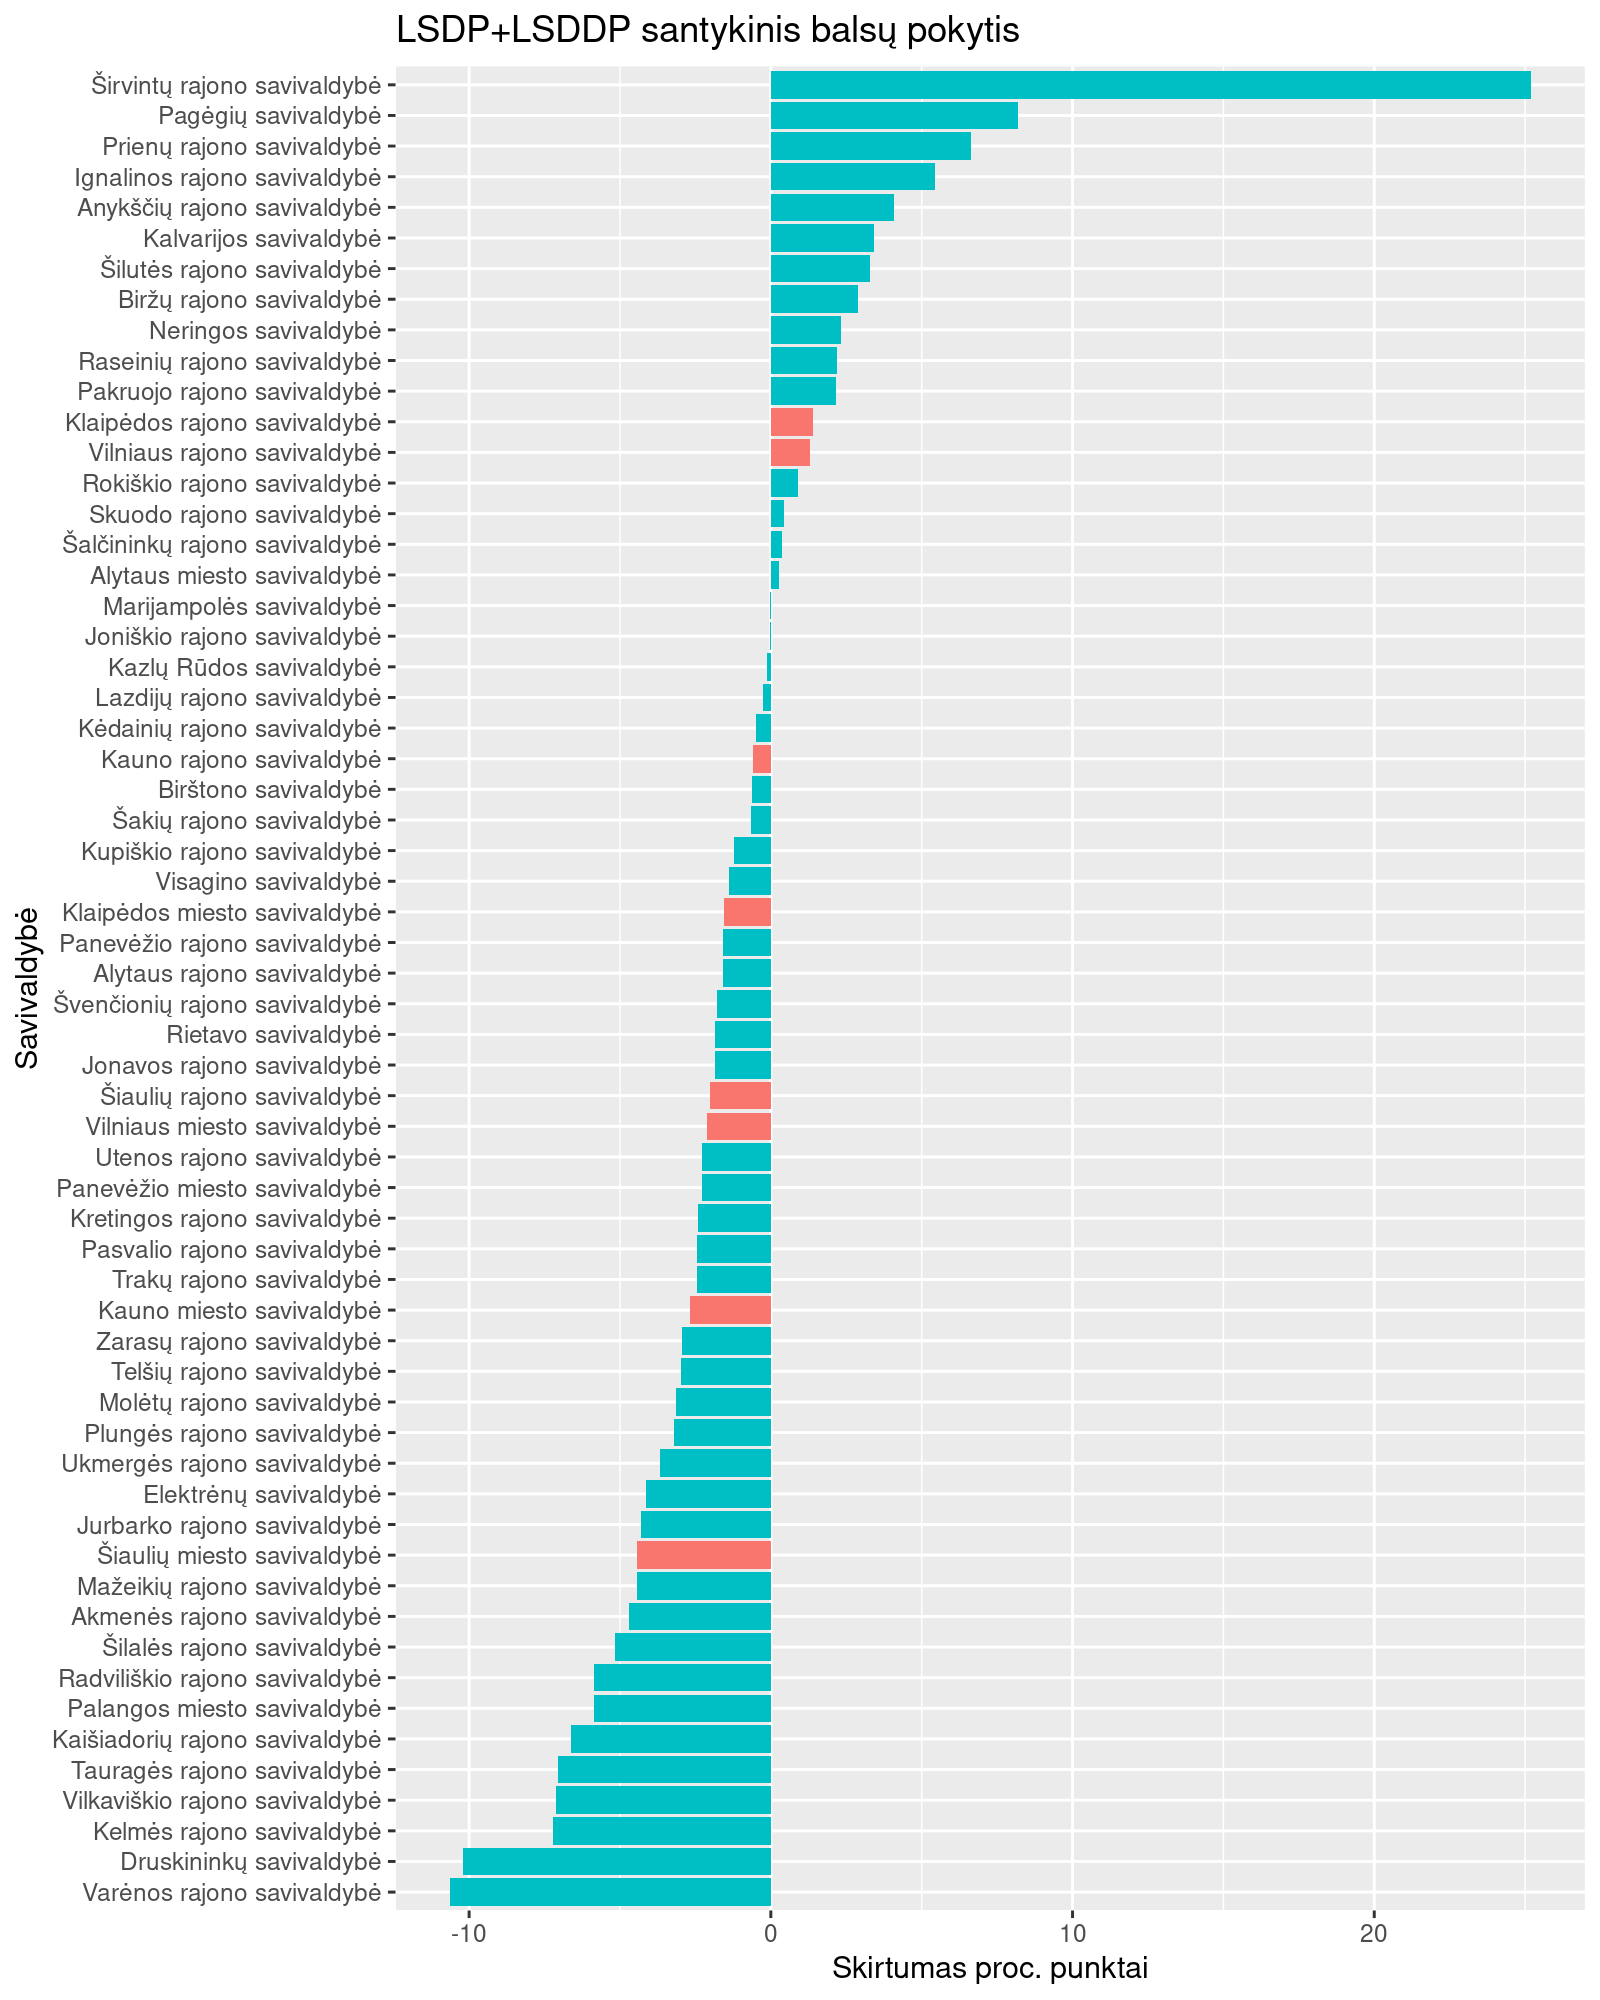 LSDP+LSDDP santykinis balsų pokytis
Širvintų rajono savivaldybė
Pagėgių savivaldybė
Prienų rajono savivaldybė
Ignalinos rajono savivaldybė
Anykščių rajono savivaldybė
Kalvarijos savivaldybė
Šilutės rajono savivaldybė
Biržų rajono savivaldybė
Neringos savivaldybė
Raseinių rajono savivaldybė
Pakruojo rajono savivaldybė
Klaipėdos rajono savivaldybė
Vilniaus rajono savivaldybė
Rokiškio rajono savivaldybė
Skuodo rajono savivaldybė
Šalčininkų rajono savivaldybė
Alytaus miesto savivaldybė
Marijampolės savivaldybė
Joniškio rajono savivaldybė
Kazlų Rūdos savivaldybė
Lazdijų rajono savivaldybė
Kėdainių rajono savivaldybė
Kauno rajono savivaldybė
Birštono savivaldybė
Šakių rajono savivaldybė
Kupiškio rajono savivaldybė
Visagino savivaldybė
Klaipėdos miesto savivaldybė
Panevėžio rajono savivaldybė
Alytaus rajono savivaldybė
Švenčionių rajono savivaldybė
Rietavo savivaldybė
Jonavos rajono savivaldybė
Šiaulių rajono savivaldybė
Vilniaus miesto savivaldybė
Utenos rajono savivaldybė
Panevėžio miesto savivaldybė
Kretingos rajono savivaldybė
Pasvalio rajono savivaldybė
Trakų rajono savivaldybė
Kauno miesto savivaldybė
Zarasų rajono savivaldybė
Telšių rajono savivaldybė
Molėtų rajono savivaldybė
Plungės rajono savivaldybė
Ukmergės rajono savivaldybė
Elektrėnų savivaldybė
Jurbarko rajono savivaldybė
Šiaulių miesto savivaldybė
Mažeikių rajono savivaldybė
Akmenės rajono savivaldybė
Šilalės rajono savivaldybė
Radviliškio rajono savivaldybė
Palangos miesto savivaldybė
Kaišiadorių rajono savivaldybė
Tauragės rajono savivaldybė
Vilkaviškio rajono savivaldybė
Kelmės rajono savivaldybė
Druskininkų savivaldybė
Varėnos rajono savivaldybė
Savivaldybė
-10 0 10 20
Skirtumas proc. punktai